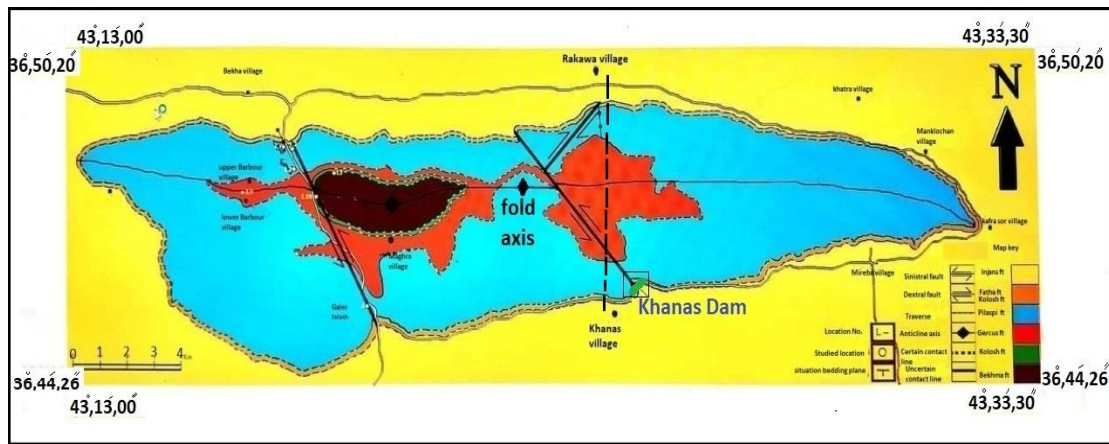 43,13,00˝
43,33,30˝
36,50,20˝
36,50,20˝
Rakawa village
Bekha village
khatra village
N
Manklochan
village
upper Barbour
village
lower Barbour
village
fold
axis
kafra sor village
Map key
Maghra
village
Mireba village
Galei
Khanas Dam
Khanas
village
Sinistral fault
Injana ft
Dextral fault
Fatha ft
Kolosh ft
Traverse
Pilaspi ft
Location No.
L -
Anticline axis
Gercus ft
Studied location
Certain contact
line
Kolosh ft
situation bedding plane
Uncertain
contact line
Bekhma ft
0 1 2 3 4
36,44,26˝
36,44,26˝
43,13,00˝
43,33,30˝